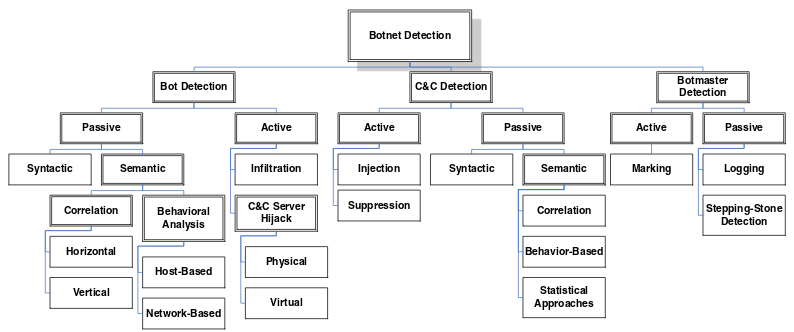 Botnet Detection
Bot Detection
C&C Detection
Botmaster
Detection
Passive
Active
Active
Passive
Active
Passive
Syntactic
Semantic
Infiltration
Injection
Syntactic
Semantic
Marking
Logging
Correlation
Behavioral
Analysis
C&C Server
Hijack
Suppression
Correlation
Stepping-Stone
Detection
Horizontal
Host-Based
Physical
Behavior-Based
Vertical
Network-Based
Virtual
Statistical
Approaches